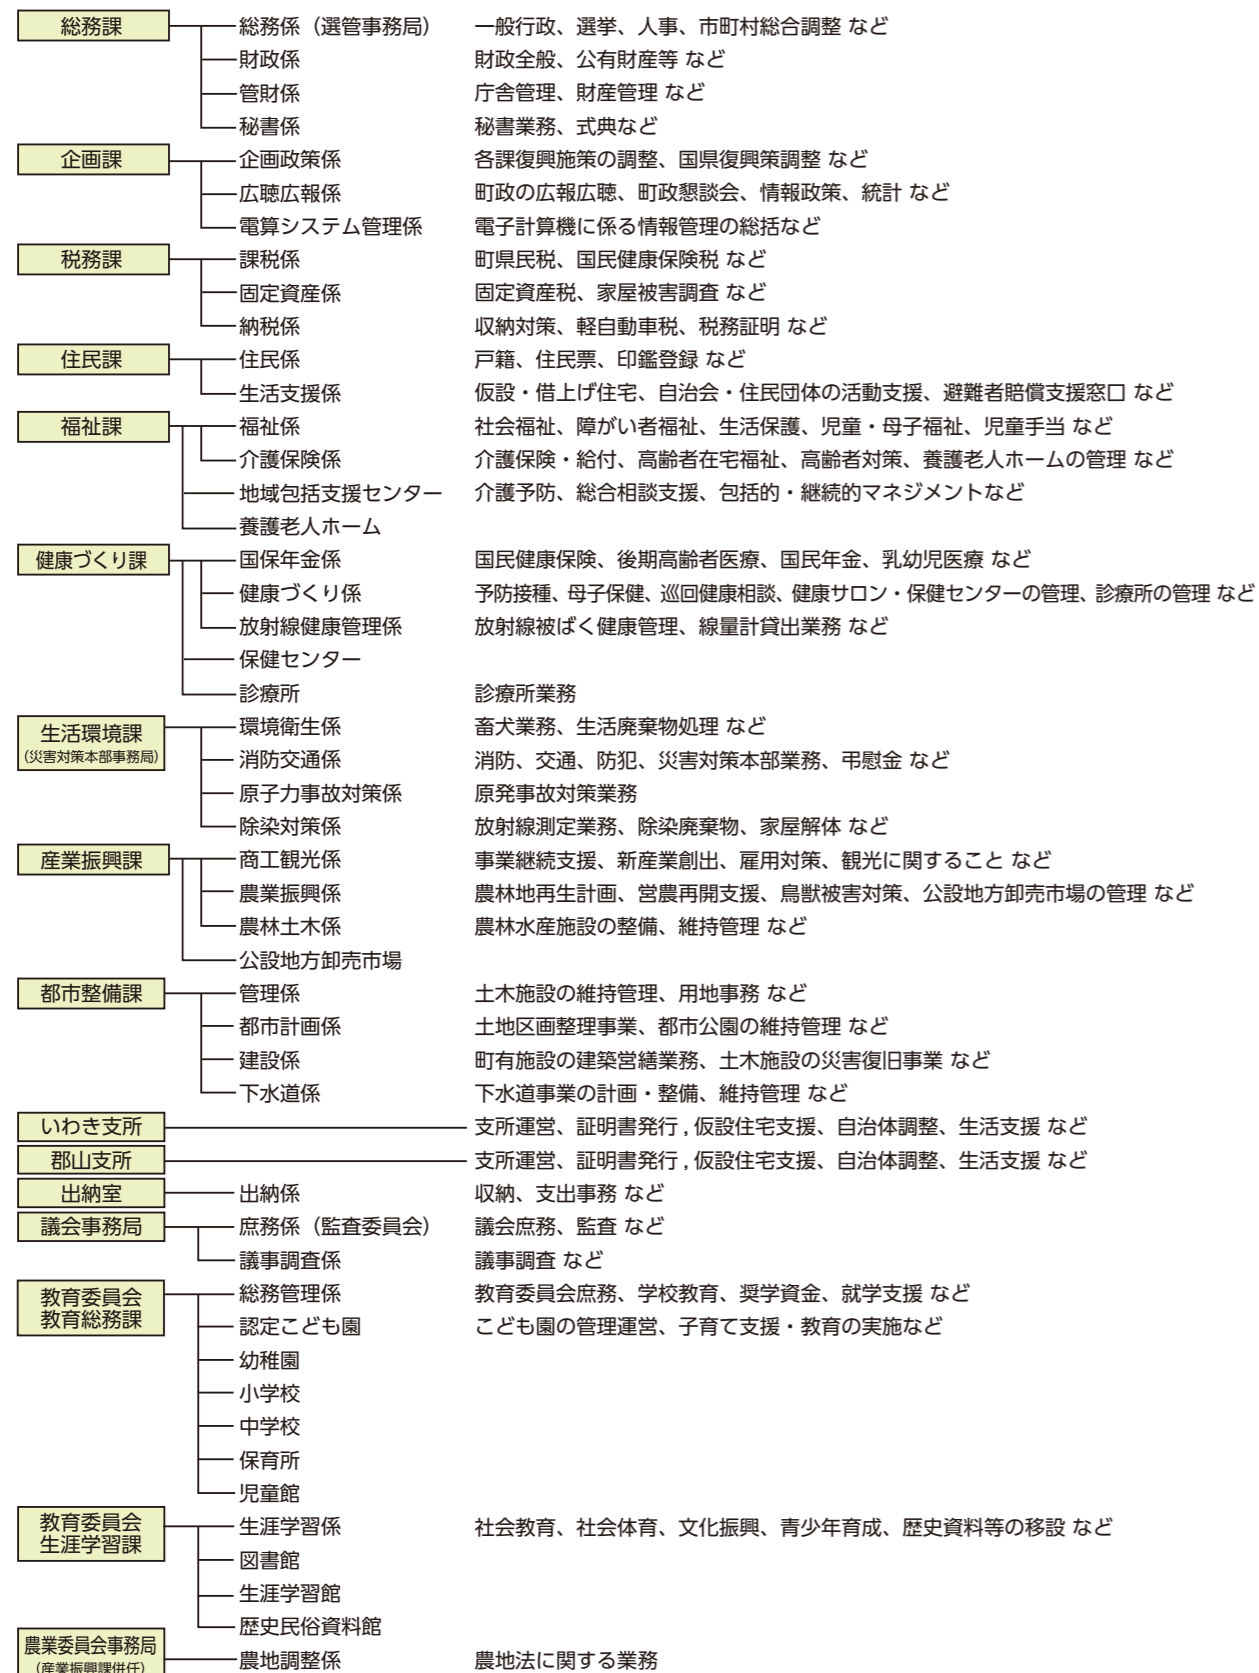 総務課 総務係（選管事務局） 一般行政、選挙、人事、市町村総合調整 など
財政係 財政全般、公有財産等 など
管財係 庁舎管理、財産管理 など
秘書係 秘書業務、式典など
企画課 企画政策係 各課復興施策の調整、国県復興策調整 など
広聴広報係 町政の広報広聴、町政懇談会、情報政策、統計 など
電算システム管理係 電子計算機に係る情報管理の総括など
税務課 課税係 町県民税、国民健康保険税 など
固定資産係 固定資産税、家屋被害調査 など
納税係 収納対策、軽自動車税、税務証明 など
住民課 住民係 戸籍、住民票、印鑑登録 など
生活支援係 仮設・借上げ住宅、自治会・住民団体の活動支援、避難者賠償支援窓口 など
福祉課 福祉係 社会福祉、障がい者福祉、生活保護、児童・母子福祉、児童手当 など
介護保険係 介護保険・給付、高齢者在宅福祉、高齢者対策、養護老人ホームの管理 など
地域包括支援センター 介護予防、総合相談支援、包括的・継続的マネジメントなど
養護老人ホーム
健康づくり課 国保年金係 国民健康保険、後期高齢者医療、国民年金、乳幼児医療 など
健康づくり係 予防接種、母子保健、巡回健康相談、健康サロン・保健センターの管理、診療所の管理 など
放射線健康管理係 放射線被ばく健康管理、線量計貸出業務 など
保健センター
診療所 診療所業務
生活環境課 環境衛生係 畜犬業務、生活廃棄物処理 など
（災害対策本部事務局） 消防交通係 消防、交通、防犯、災害対策本部業務、弔慰金 など
原子力事故対策係 原発事故対策業務
除染対策係 放射線測定業務、除染廃棄物、家屋解体 など
産業振興課 商工観光係 事業継続支援、新産業創出、雇用対策、観光に関すること など
農業振興係 農林地再生計画、営農再開支援、鳥獣被害対策、公設地方卸売市場の管理 など
農林土木係 農林水産施設の整備、維持管理 など
公設地方卸売市場
都市整備課 管理係 土木施設の維持管理、用地事務 など
都市計画係 土地区画整理事業、都市公園の維持管理 など
建設係 町有施設の建築営繕業務、土木施設の災害復旧事業 など
下水道係 下水道事業の計画・整備、維持管理 など
いわき支所 支所運営、証明書発行,仮設住宅支援、自治体調整、生活支援 など
郡山支所 支所運営、証明書発行,仮設住宅支援、自治体調整、生活支援 など
出納室 出納係 収納、支出事務 など
議会事務局 庶務係（監査委員会） 議会庶務、監査 など
議事調査係 議事調査 など
教育委員会
教育総務課 総務管理係 教育委員会庶務、学校教育、奨学資金、就学支援 など
認定こども園 こども園の管理運営、子育て支援・教育の実施など
幼稚園
小学校
中学校
保育所
児童館
教育委員会
生涯学習課 生涯学習係 社会教育、社会体育、文化振興、青少年育成、歴史資料等の移設 など
図書館
生涯学習館
歴史民俗資料館
農業委員会事務局
（産業振興課併任） 農地調整係 農地法に関する業務